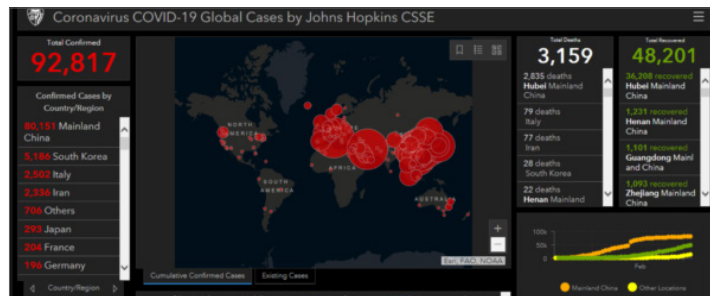 Coronavirus COVID-19 Global Cases by Johns Hopkins CSSE
Total Confirmed
92,817
Confirmed Cases by
Country/Region
80,151 Mainland
China
5,186 South Korea
2,502 Italy
2,336 Iran
706 Others
293 Japan
204 France
196 Germany
Country/Region
NORTH
AMERICA
SOUTH
AMERICA
AFRICA
AUSTRALIA
+
−
Esri, FAO, NOAA
Cumulative Confirmed Cases
Existing Cases
Total Deaths
3,159
2,835 deaths
Hubei Mainland
China
79 deaths
Italy
77 deaths
Iran
28 deaths
South Korea
22 deaths
Henan Mainland
Total Recovered
48,201
36,208 recovered
Hubei Mainland
China
1,231 recovered
Henan Mainland
China
1,101 recovered
Guangdong Mainl
and China
1,093 recovered
Zhejiang Mainland
China
100k
50k
0
Feb
Mainland China
Other Locations